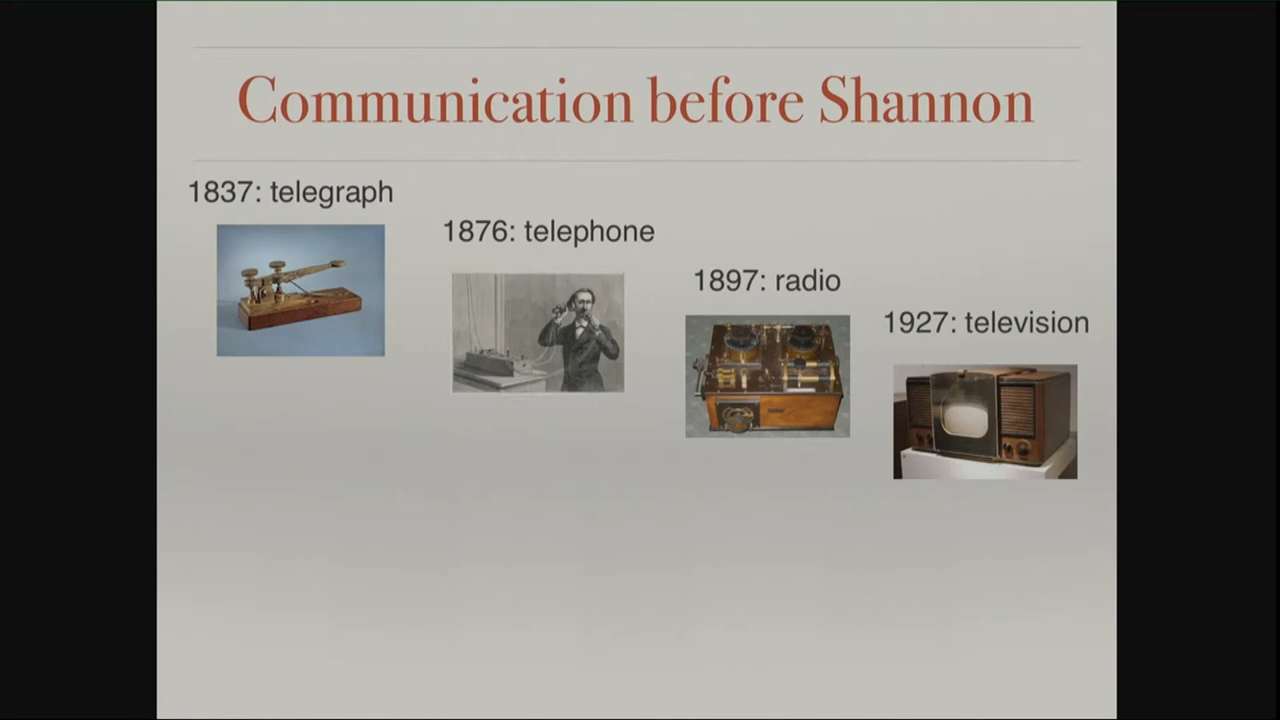 Communication before Shannon
1837: telegraph
1876: telephone
1897: radio
1927: television